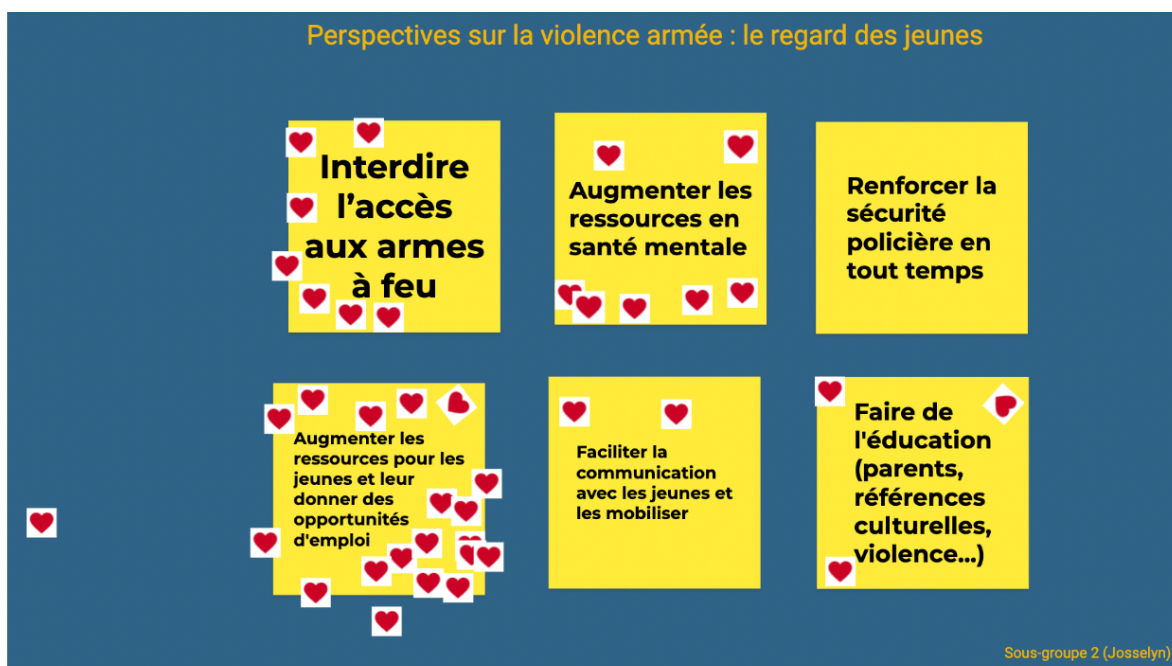 Perspectives sur la violence armée : le regard des jeunes
Interdire
l’accès
aux armes
à feu
Augmenter les
ressources en
santé mentale
Renforcer la
sécurité
policière en
tout temps
Augmenter les
ressources pour les
jeunes et leur
donner des
opportunités
d'emploi
Faciliter la
communication
avec les jeunes et
les mobiliser
Faire de
l'éducation
(parents,
références
culturelles,
violence...)
Sous-groupe 2 (Josselyn)